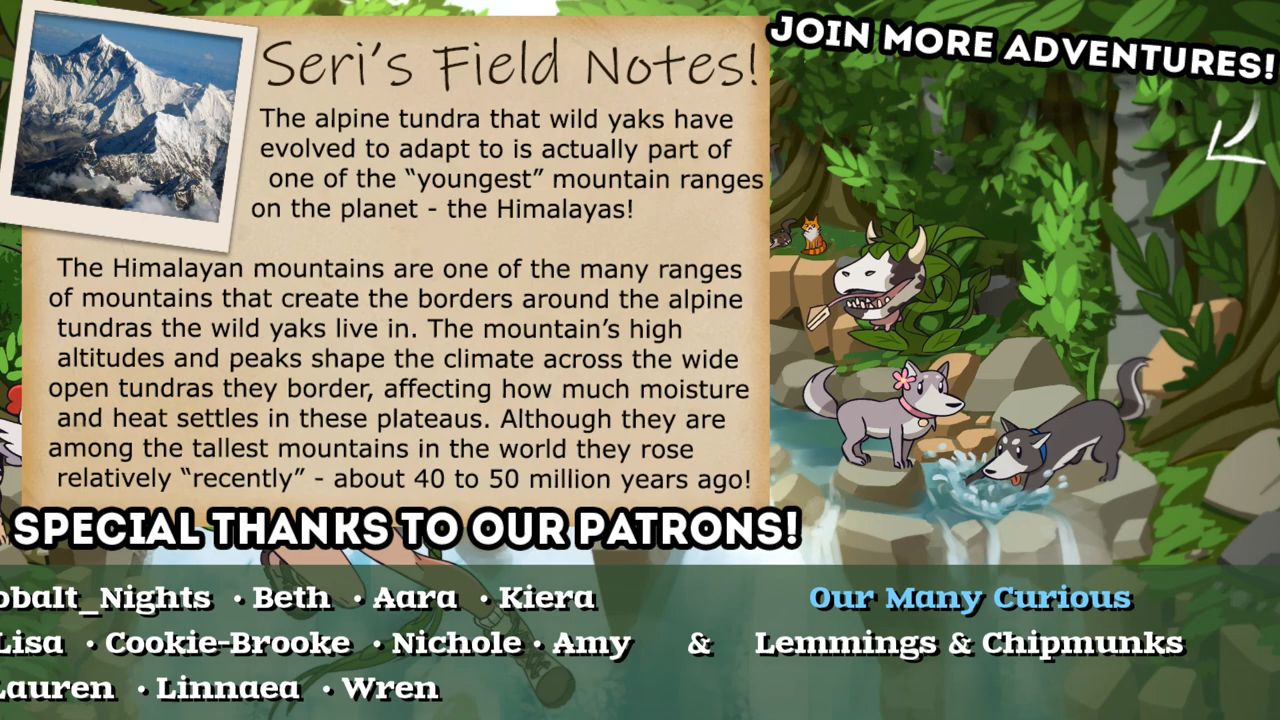 Seri's Field Notes!
JOIN MORE ADVENTURES!
The alpine tundra that wild yaks have
evolved to adapt to is actually part of
one of the “youngest” mountain ranges
on the planet - the Himalayas!
The Himalayan mountains are one of the many ranges
of mountains that create the borders around the alpine
tundras the wild yaks live in. The mountain’s high
altitudes and peaks shape the climate across the wide
open tundras they border, affecting how much moisture
and heat settles in these plateaus. Although they are
among the tallest mountains in the world they rose
relatively “recently” - about 40 to 50 million years ago!
SPECIAL THANKS TO OUR PATRONS!
obalt_Nights · Beth · Aara · Kiera
Lisa · Cookie-Brooke · Nichole · Amy
Lauren · Linnaea · Wren
&
Our Many Curious
Lemmings & Chipmunks